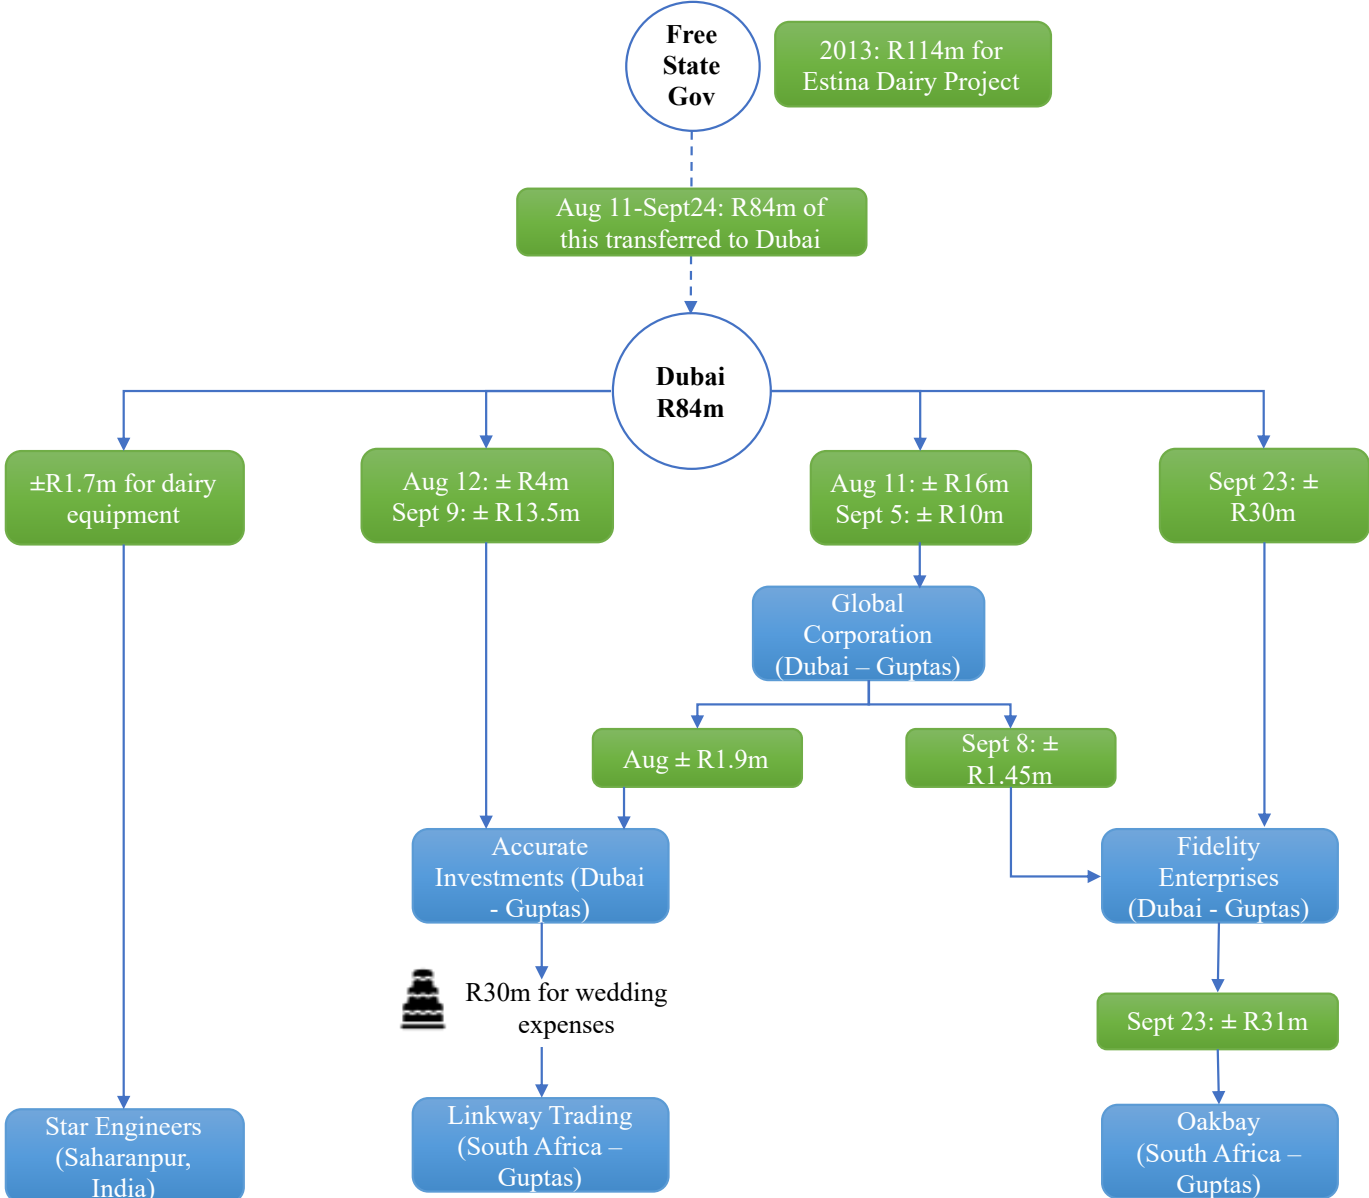 Free
State
Gov
2013: R114m for
Estina Dairy Project
Aug 11-Sept24: R84m of
this transferred to Dubai
Dubai
R84m
±R1.7m for dairy
equipment
Aug 12: ± R4m
Sept 9: ± R13.5m
Aug 11: ± R16m
Sept 5: ± R10m
Sept 23: ±
R30m
Global
Corporation
(Dubai – Guptas)
Aug ± R1.9m
Sept 8: ±
R1.45m
Accurate
Investments (Dubai
- Guptas)
Fidelity
Enterprises
(Dubai - Guptas)
R30m for wedding
expenses
Sept 23: ± R31m
Star Engineers
(Saharanpur,
India)
Linkway Trading
(South Africa –
Guptas)
Oakbay
(South Africa –
Guptas)